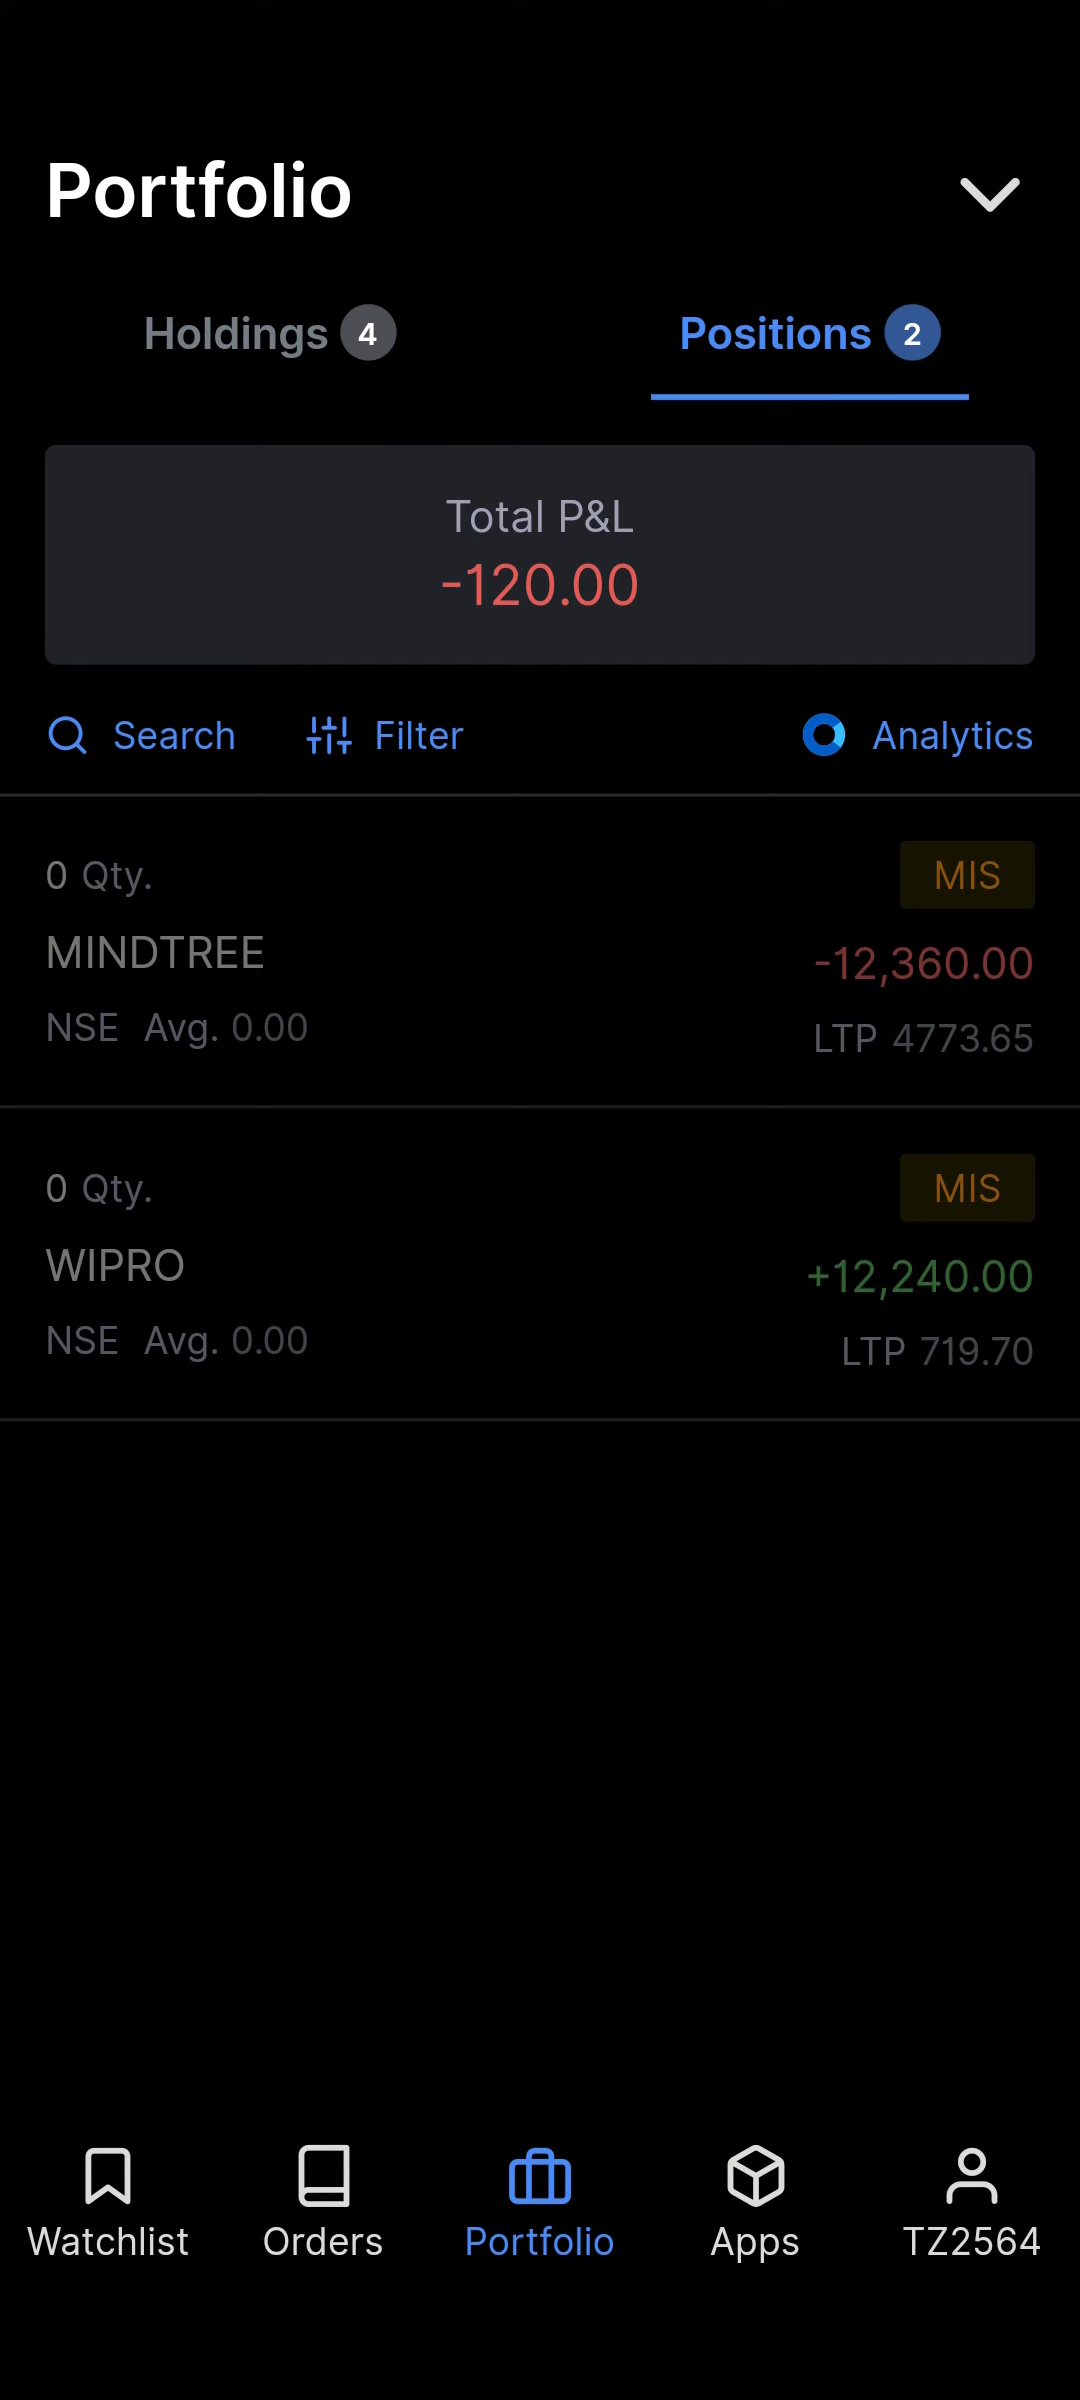 Portfolio
Holdings 4 Positions 2
Total P&L
-120.00
Search Filter Analytics
0 Qty. MIS
MINDTREE -12,360.00
NSE Avg. 0.00 LTP 4773.65
0 Qty. MIS
WIPRO +12,240.00
NSE Avg. 0.00 LTP 719.70
Watchlist Orders Portfolio Apps TZ2564